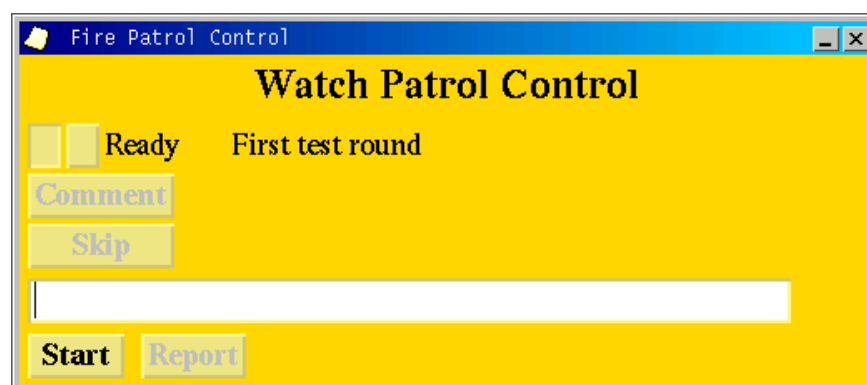 Fire Patrol Control
Watch Patrol Control
Ready First test round
Comment
Skip
Start Report